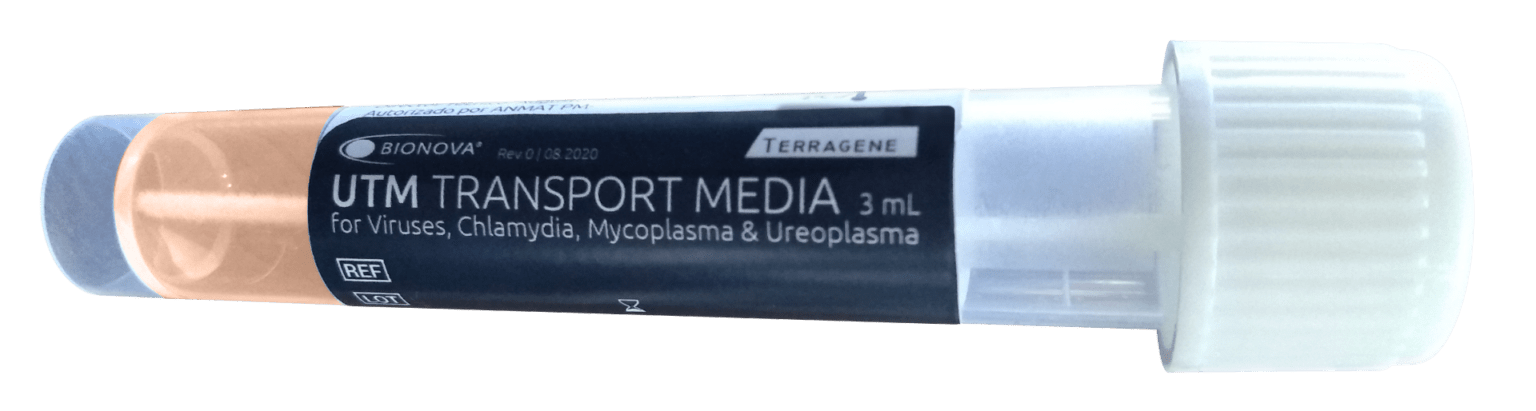 Autorizado por ANMAT PM:
BIONOVA® Rev.0 | 08.2020
TERRAGENE
UTM TRANSPORT MEDIA 3 mL
for Viruses, Chlamydia, Mycoplasma & Ureoplasma
REF
LOT